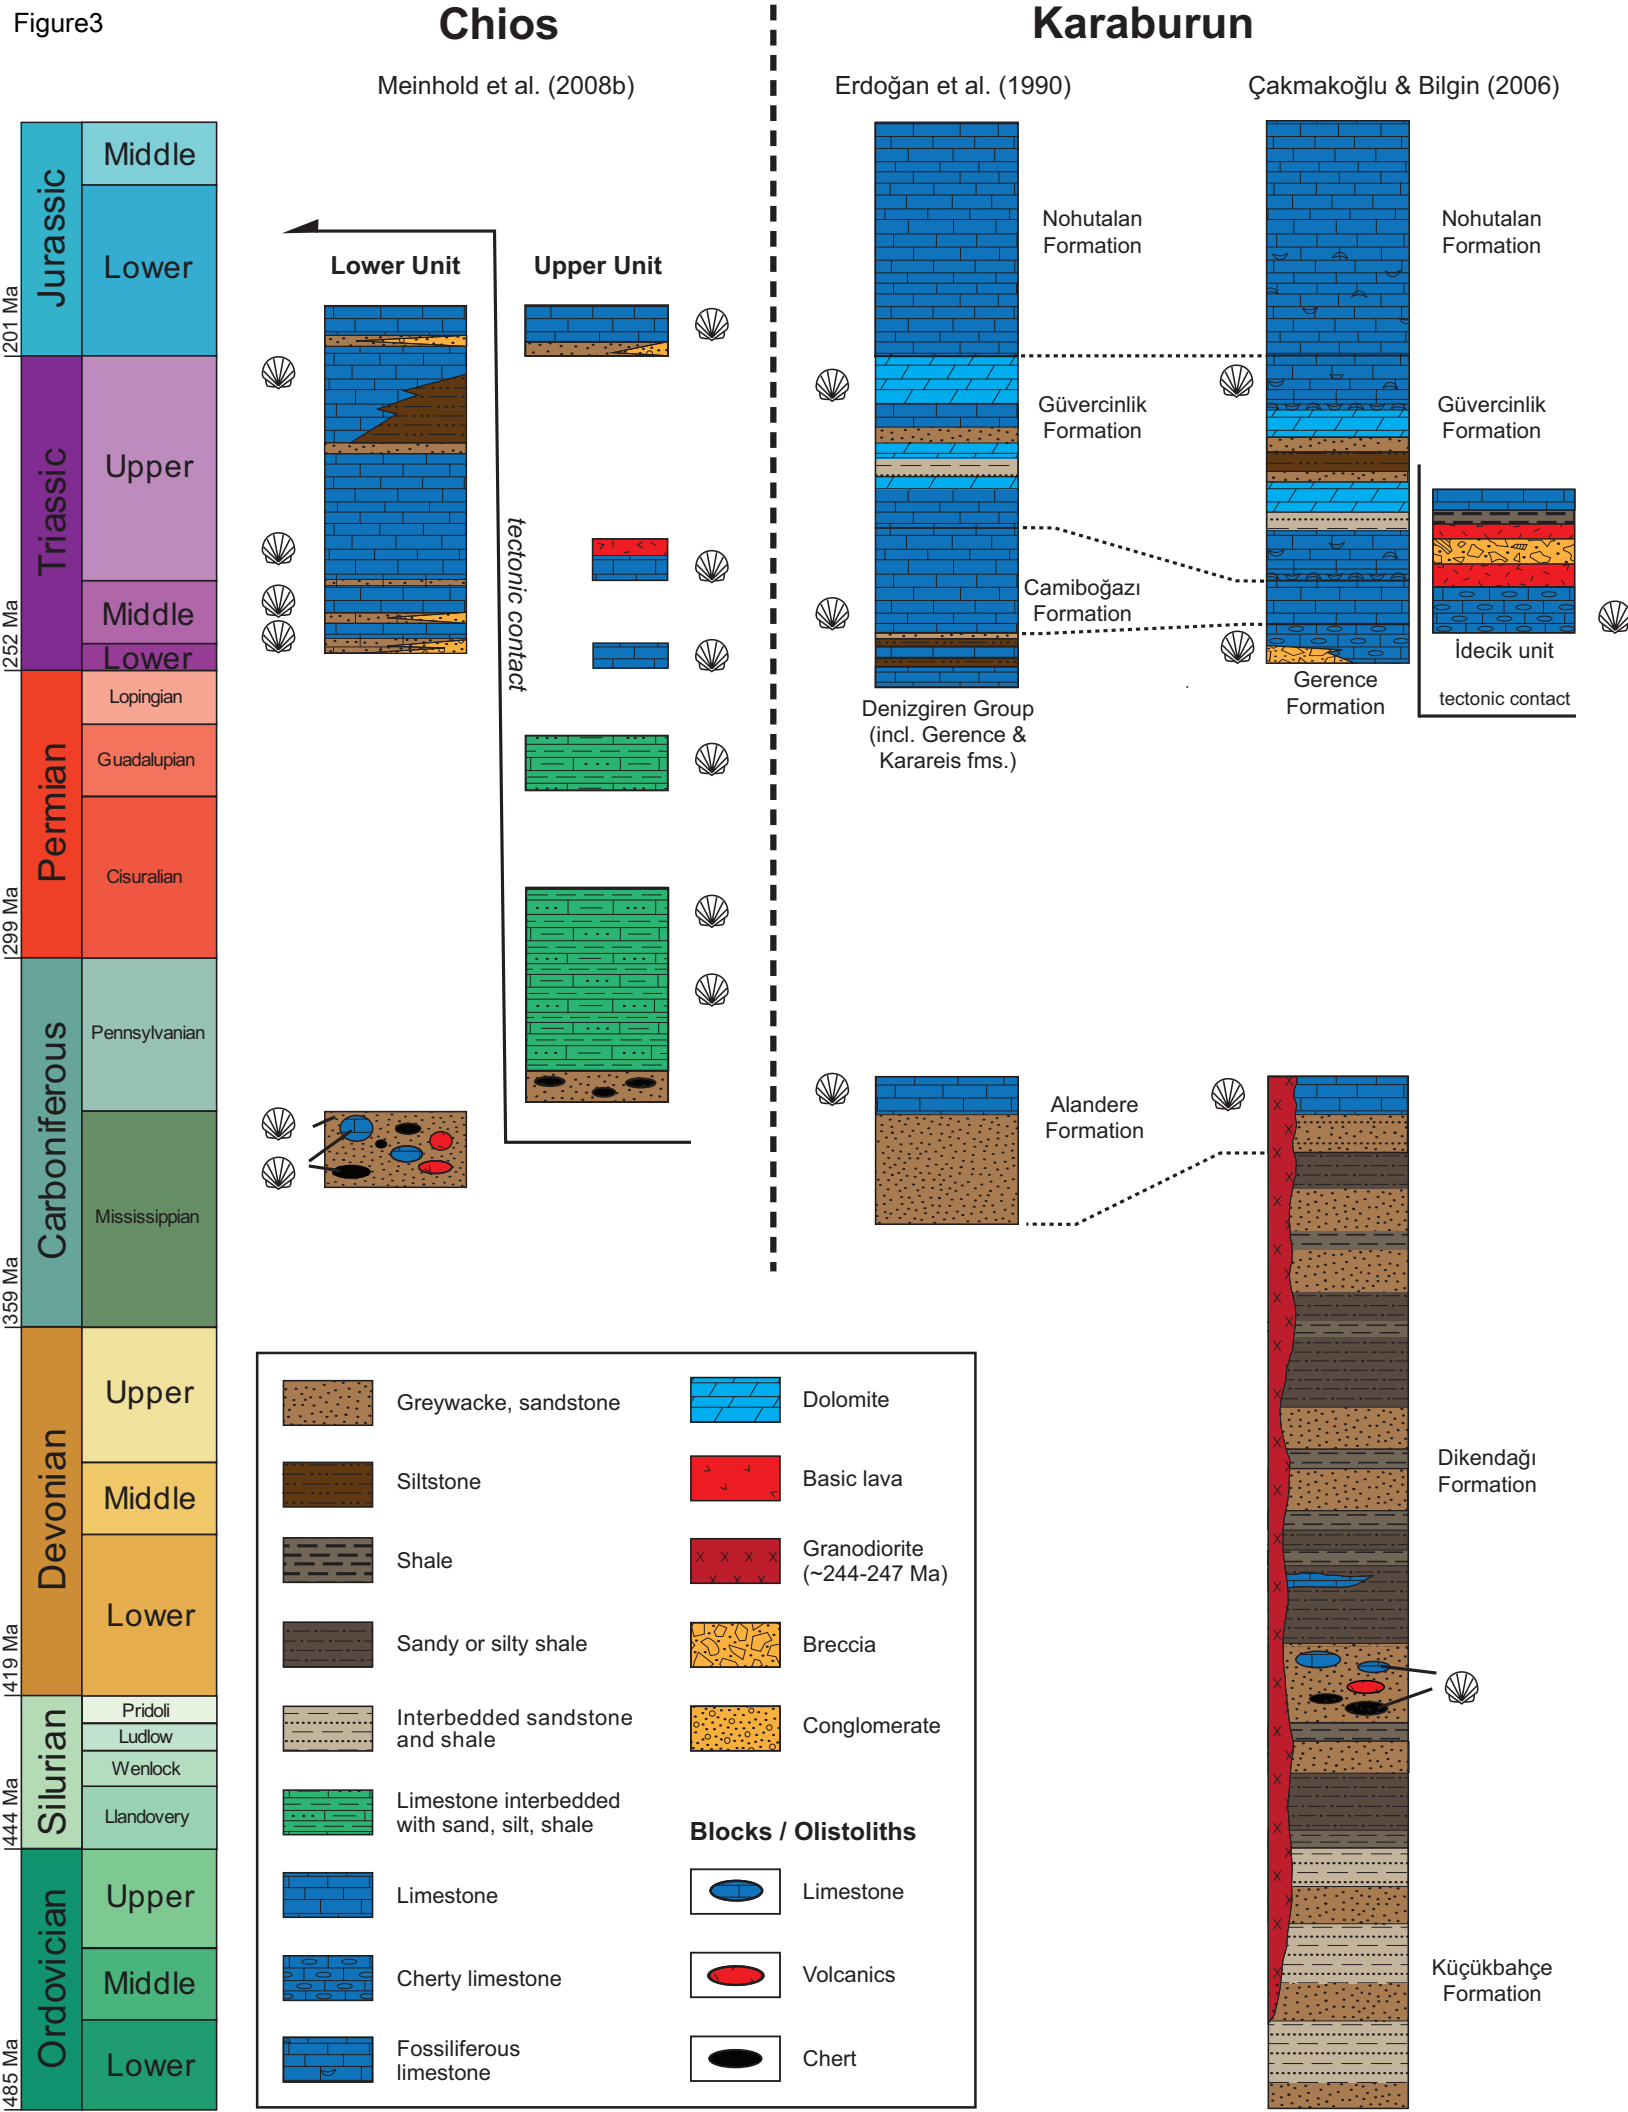 Figure3
Chios
Karaburun
Meinhold et al. (2008b)
Erdoğan et al. (1990)
Çakmakoğlu & Bilgin (2006)
Jurassic
Middle
Lower
201 Ma
Triassic
Upper
Middle
Lower
252 Ma
Permian
Lopingian
Guadalupian
Cisuralian
299 Ma
Carboniferous
Pennsylvanian
Mississippian
359 Ma
Devonian
Upper
Middle
Lower
419 Ma
Silurian
Pridoli
Ludlow
Wenlock
Llandovery
444 Ma
Ordovician
Upper
Middle
Lower
485 Ma
Lower Unit
Upper Unit
tectonic contact
Nohutalan
Formation
Güvercinlik
Formation
Camiboğazı
Formation
Denizgiren Group
(incl. Gerence &
Karareis fms.)
Alandere
Formation
Nohutalan
Formation
Güvercinlik
Formation
İdecik unit
tectonic contact
Gerence
Formation
Dikendağı
Formation
Küçükbahçe
Formation
Greywacke, sandstone
Siltstone
Shale
Sandy or silty shale
Interbedded sandstone
and shale
Limestone interbedded
with sand, silt, shale
Limestone
Cherty limestone
Fossiliferous
limestone
Dolomite
Basic lava
Granodiorite
(~244-247 Ma)
Breccia
Conglomerate
Blocks / Olistoliths
Limestone
Volcanics
Chert